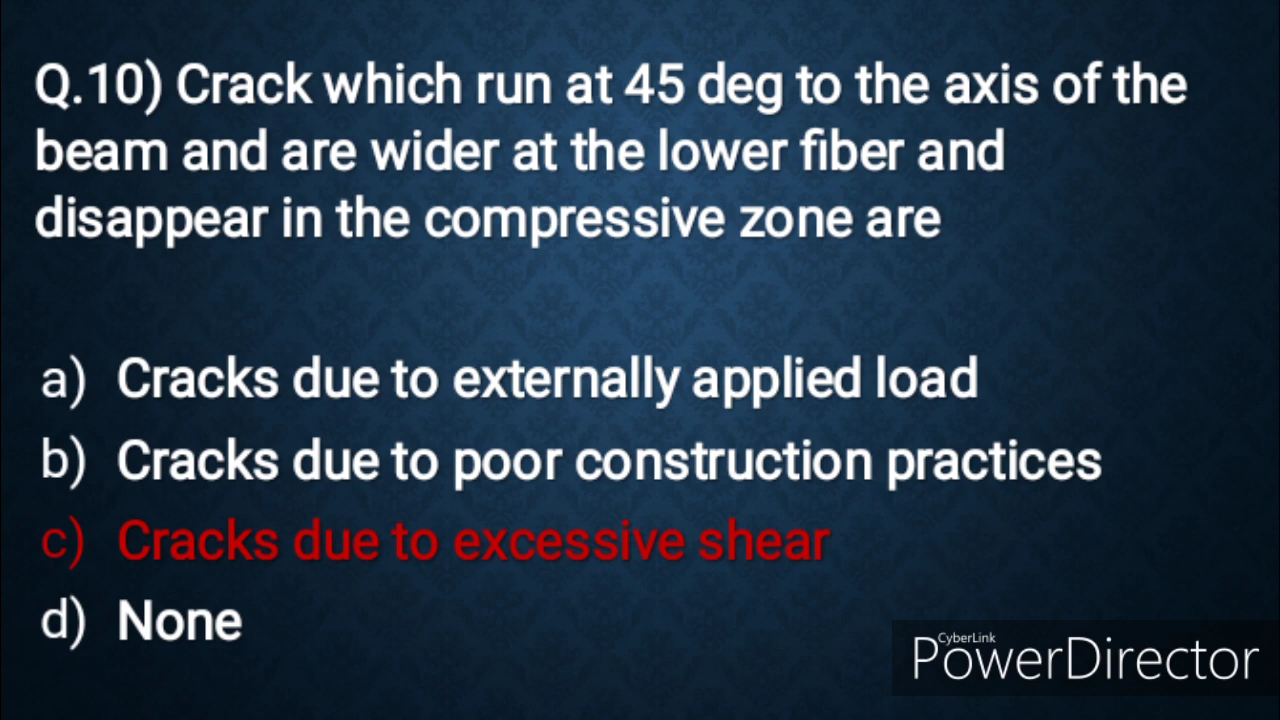 Q.10) Crack which run at 45 deg to the axis of the
beam and are wider at the lower fiber and
disappear in the compressive zone are
a) Cracks due to externally applied load
b) Cracks due to poor construction practices
c) Cracks due to excessive shear
d) None
CyberLink
PowerDirector